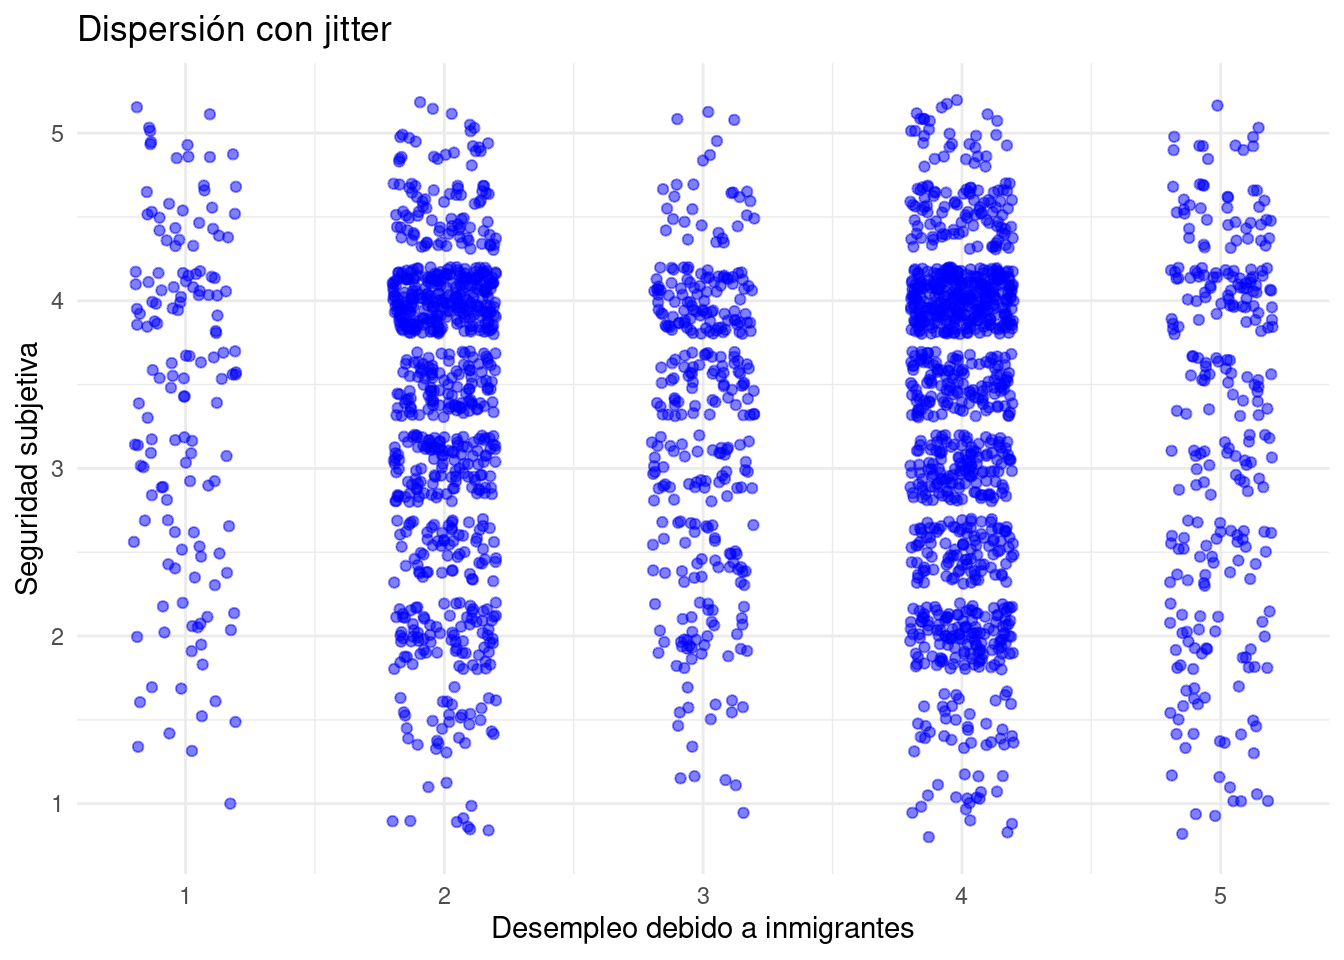 Dispersión con jitter
5
4
3
2
1
Seguridad subjetiva
1 2 3 4 5
Desempleo debido a inmigrantes